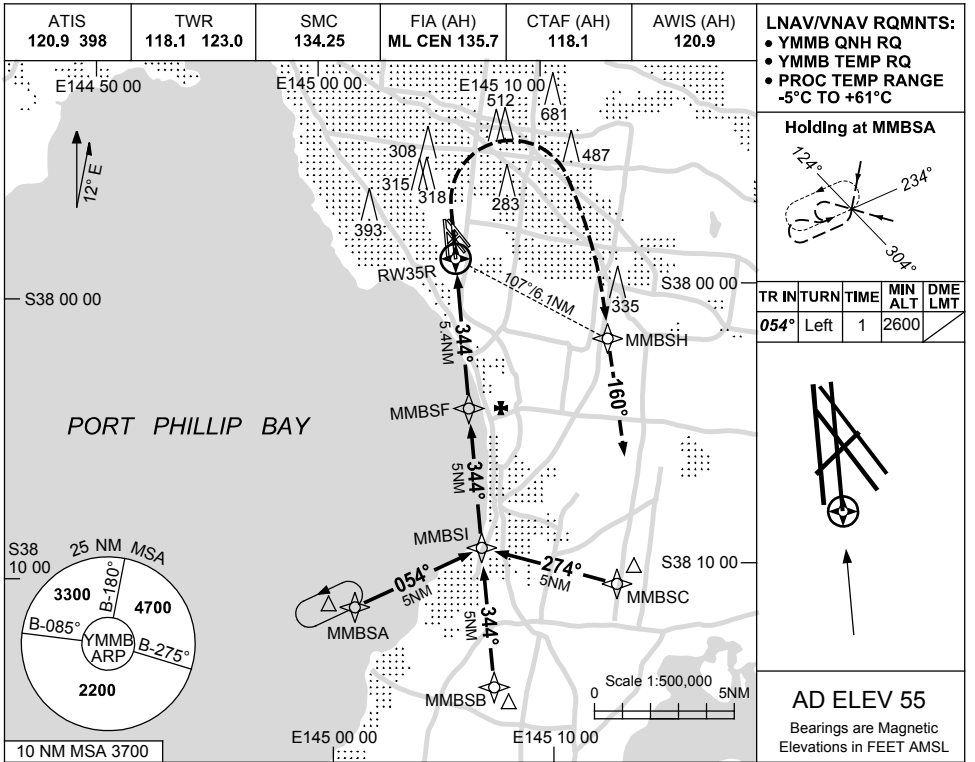 ATIS
120.9 398
TWR
118.1 123.0
SMC
134.25
FIA (AH)
ML CEN 135.7
CTAF (AH)
118.1
AWIS (AH)
120.9
LNAV/VNAV RQMNTS:
• YMMB QNH RQ
• YMMB TEMP RQ
• PROC TEMP RANGE
-5°C TO +61°C
E144 50 00
E145 00 00
E145 10 00
12° E
512
681
308
487
315
318
283
393
RW35R
S38 00 00
S38 00 00
107°/6.1NM
335
MMBSH
344°
5.4NM
160°
MMBSF
PORT PHILLIP BAY
344°
5NM
MMBSI
S38
10 00
S38 10 00
054°
5NM
274°
5NM
MMBSC
MMBSA
344°
5NM
MMBSB
25 NM MSA
3300
B-180°
4700
B-085°
YMMB
ARP
B-275°
2200
10 NM MSA 3700
Scale 1:500,000
0
5NM
E145 00 00
E145 10 00
Holding at MMBSA
124°
234°
304°
TR IN
TURN
TIME
MIN
ALT
DME
LMT
054°
Left
1
2600
AD ELEV 55
Bearings are Magnetic
Elevations in FEET AMSL